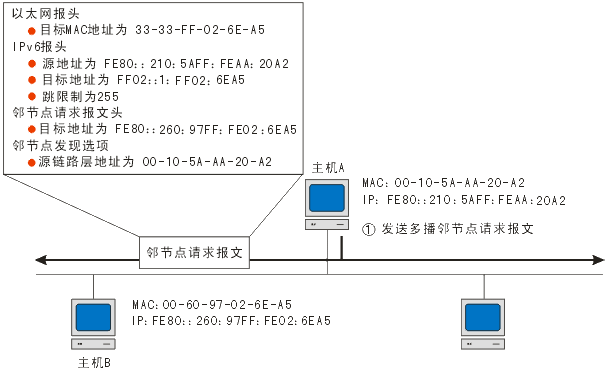 以太网报头
目标MAC地址为 33-33-FF-02-6E-A5
IPv6报头
源地址为 FE80::210:5AFF:FEAA:20A2
目标地址为 FF02::1:FF02:6EA5
跳限制为255
邻节点请求报文头
目标地址为 FE80::260:97FF:FE02:6EA5
邻节点发现选项
源链路层地址为 00-10-5A-AA-20-A2
主机A
MAC:00-10-5A-AA-20-A2
IP: FE80::210:5AFF:FEAA:20A2
① 发送多播邻节点请求报文
邻节点请求报文
MAC:00-60-97-02-6E-A5
IP:FE80::260:97FF:FE02:6EA5
主机B